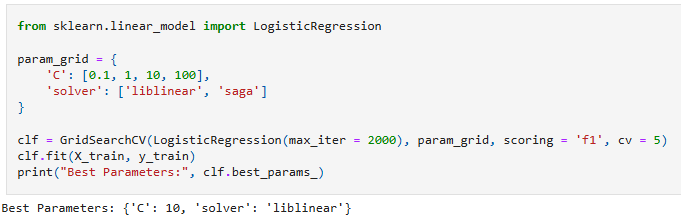 from sklearn.linear_model import LogisticRegression
param_grid = {
    'C': [0.1, 1, 10, 100],
    'solver': ['liblinear', 'saga']
}
clf = GridSearchCV(LogisticRegression(max_iter = 2000), param_grid, scoring = 'f1', cv = 5)
clf.fit(X_train, y_train)
print("Best Parameters:", clf.best_params_)
Best Parameters: {'C': 10, 'solver': 'liblinear'}